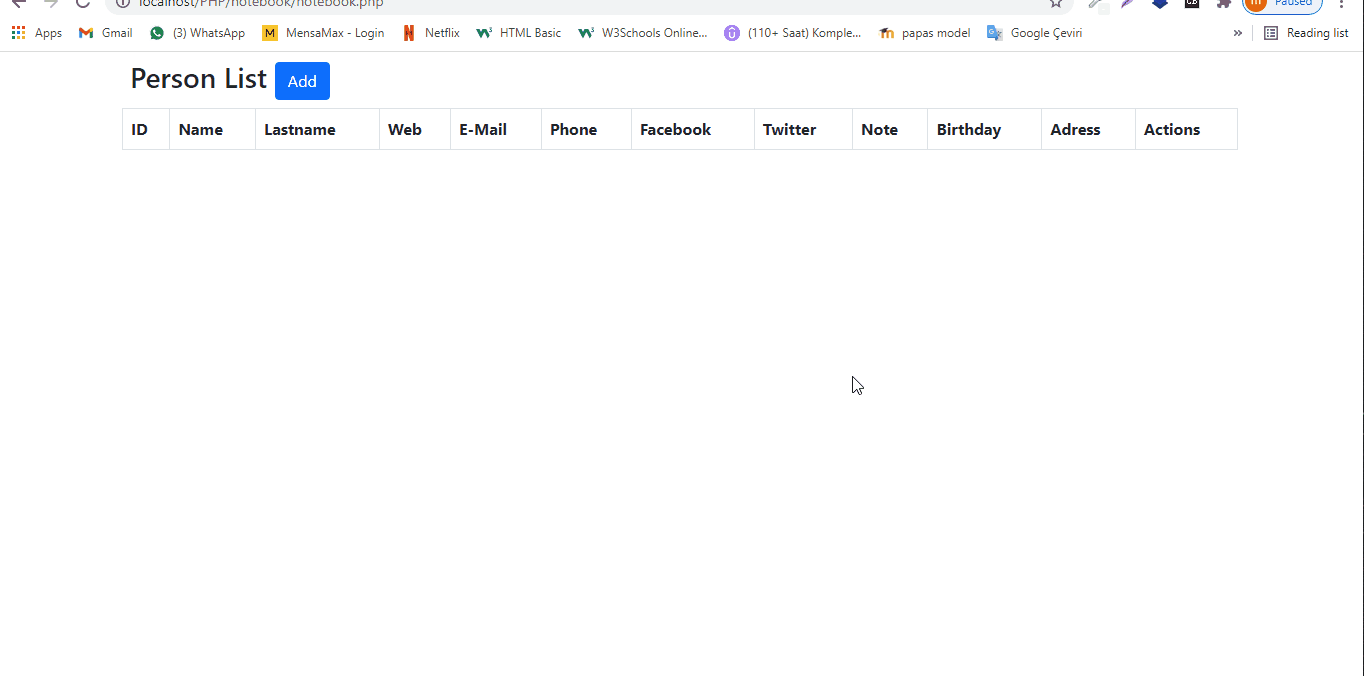 localhost/PHP/notebook/notebook.php
Paused
Apps Gmail (3) WhatsApp M MensaMax - Login Netflix HTML Basic W3Schools Online... (110+ Saat) Komple... papas model Google Çeviri » Reading list
Person List Add
ID Name Lastname Web E-Mail Phone Facebook Twitter Note Birthday Adress Actions